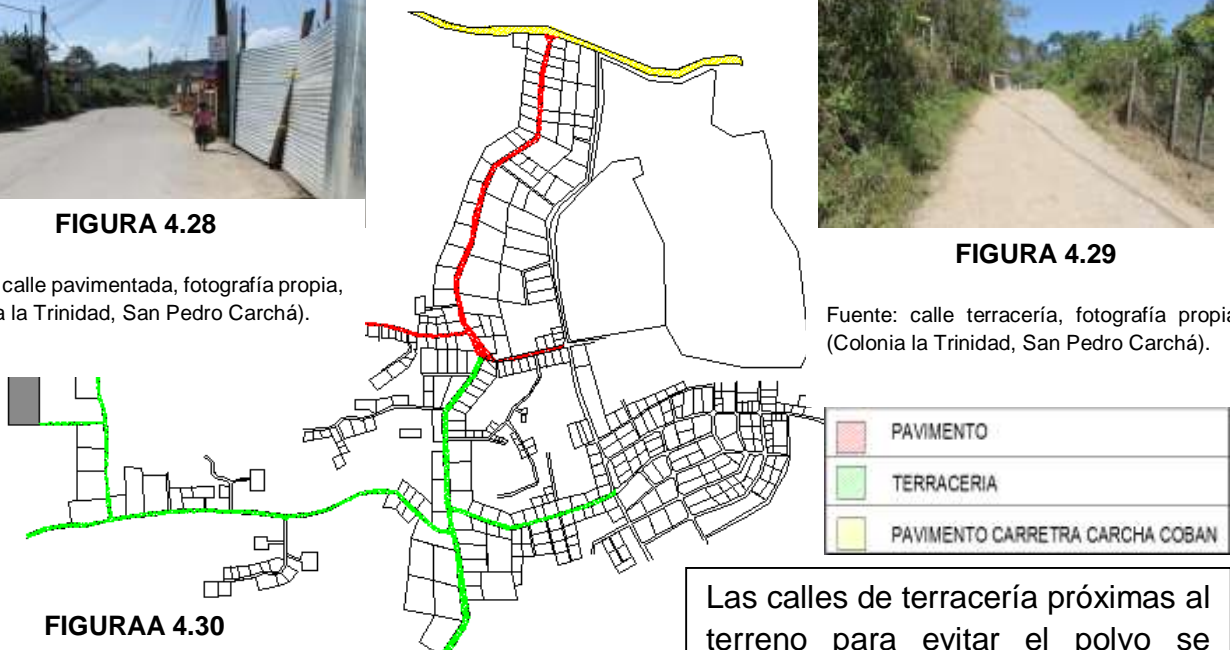 FIGURA 4.28
calle pavimentada, fotografía propia,
la Trinidad, San Pedro Carchá).
FIGURA 4.29
Fuente: calle terracería, fotografía propia
(Colonia la Trinidad, San Pedro Carchá).
PAVIMENTO
TERRACERIA
PAVIMENTO CARRETRA CARCHA COBAN
FIGURAA 4.30
Las calles de terracería próximas al
terreno para evitar el polvo se